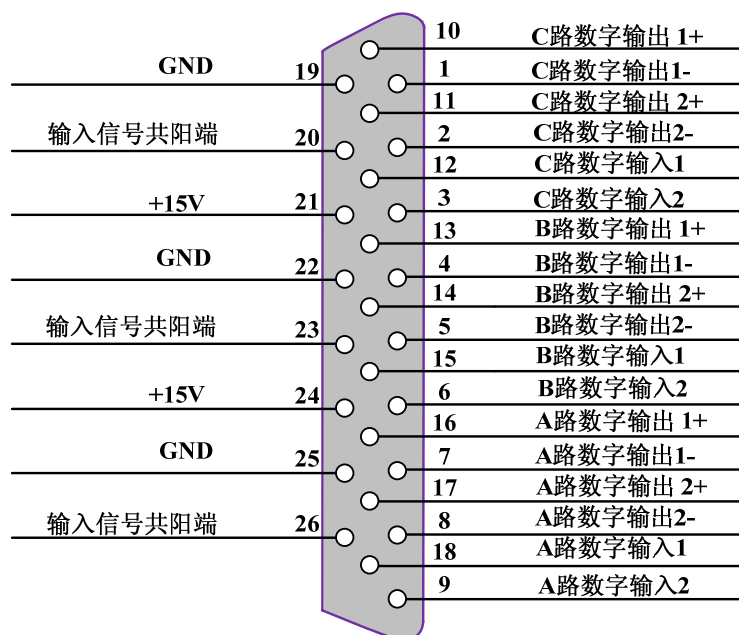 10 C路数字输出 1+
GND 19 1 C路数字输出1-
11 C路数字输出 2+
输入信号共阳端 20 2 C路数字输出2-
12 C路数字输入1
+15V 21 3 C路数字输入2
13 B路数字输出 1+
GND 22 4 B路数字输出1-
14 B路数字输出 2+
输入信号共阳端 23 5 B路数字输出2-
15 B路数字输入1
+15V 24 6 B路数字输入2
16 A路数字输出 1+
GND 25 7 A路数字输出1-
17 A路数字输出 2+
输入信号共阳端 26 8 A路数字输出2-
18 A路数字输入1
9 A路数字输入2